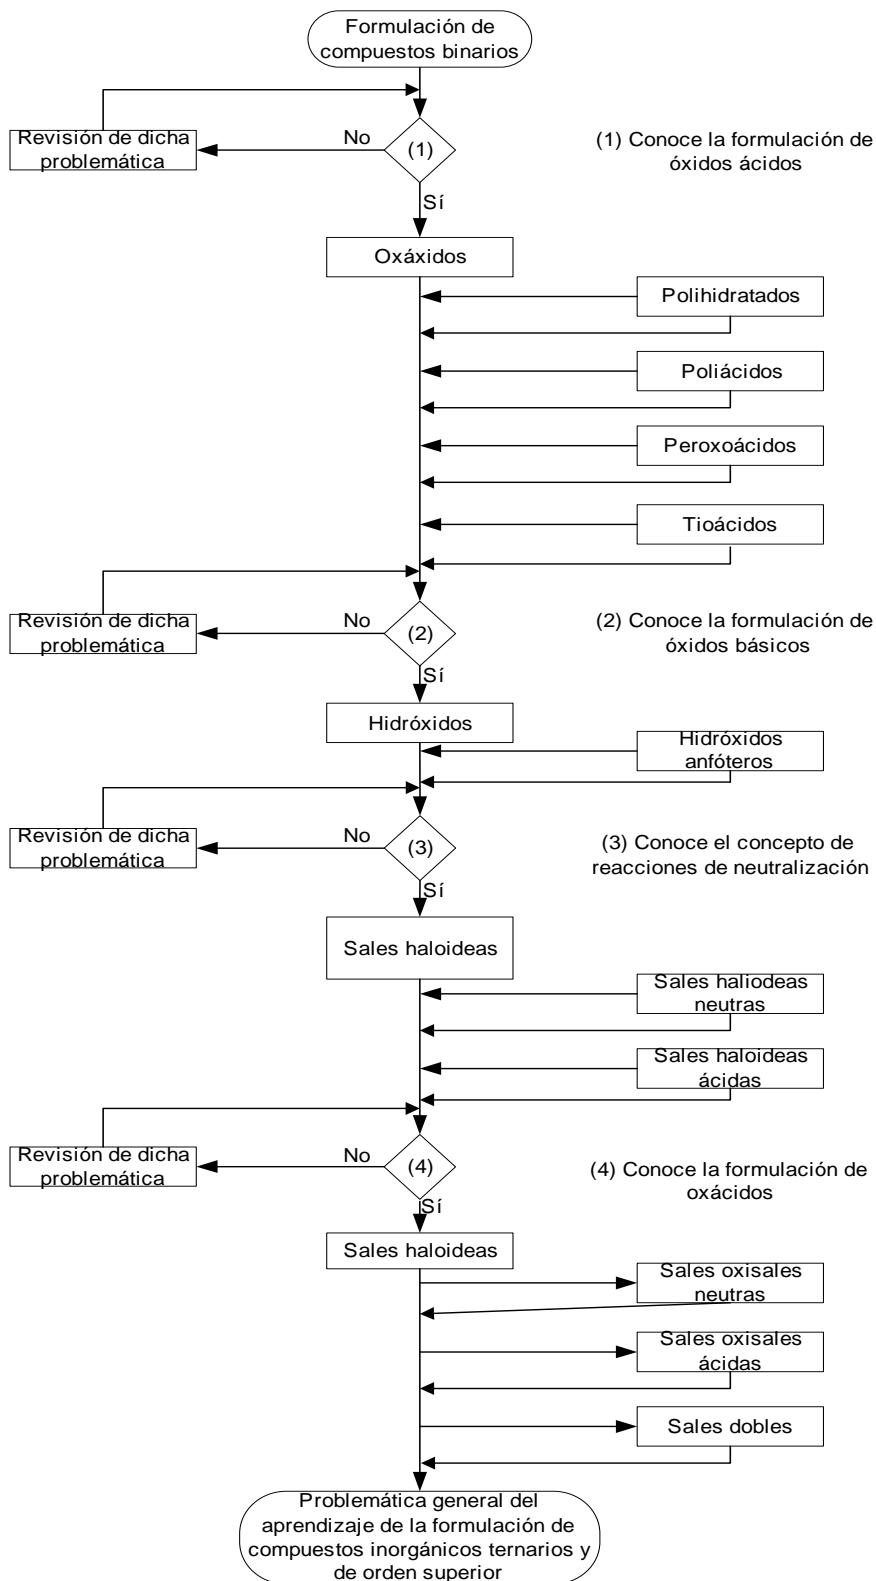 Formulación de
compuestos binarios
Revisión de dicha
problemática
No
(1)
(1) Conoce la formulación de
óxidos ácidos
Sí
Oxáxidos
Polihidratados
Poliácidos
Peroxoácidos
Tioácidos
Revisión de dicha
problemática
No
(2)
(2) Conoce la formulación de
óxidos básicos
Sí
Hidróxidos
Hidróxidos
anfóteros
Revisión de dicha
problemática
No
(3)
(3) Conoce el concepto de
reacciones de neutralización
Sí
Sales haloideas
Sales haliodeas
neutras
Sales haloideas
ácidas
Revisión de dicha
problemática
No
(4)
(4) Conoce la formulación de
oxácidos
Sí
Sales haloideas
Sales oxisales
neutras
Sales oxisales
ácidas
Sales dobles
Problemática general del
aprendizaje de la formulación de
compuestos inorgánicos ternarios y
de orden superior